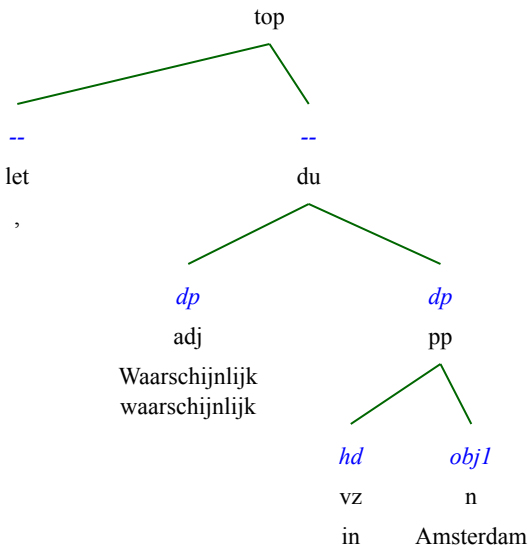 top
-- --
let du
,
dp dp
adj pp
Waarschijnlijk
waarschijnlijk
hd obj1
vz n
in Amsterdam